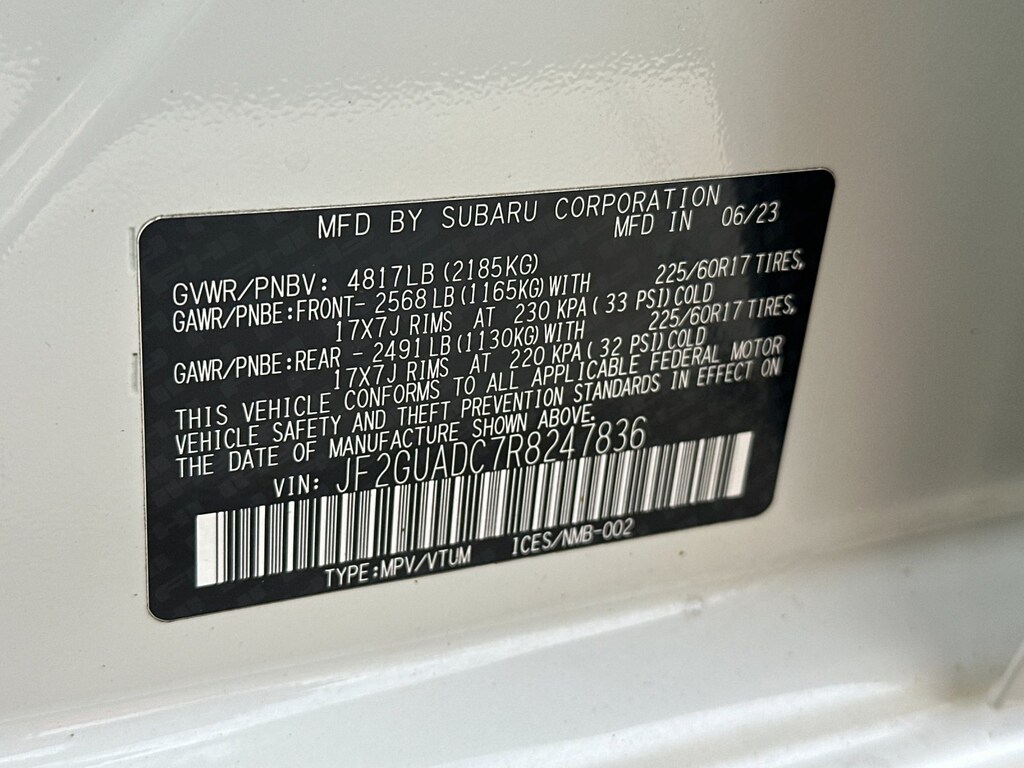 MFD BY SUBARU CORPORATION
MFD IN 06/23
GVWR/PNBV: 4817LB (2185KG)
GAWR/PNBE:FRONT- 2568LB (1165KG) WITH 225/60R17 TIRES,
17X7J RIMS AT 230 KPA ( 33 PSI) COLD
GAWR/PNBE:REAR - 2491LB (1130KG) WITH 225/60R17 TIRES,
17X7J RIMS AT 220 KPA ( 32 PSI) COLD
THIS VEHICLE CONFORMS TO ALL APPLICABLE FEDERAL MOTOR
VEHICLE SAFETY AND THEFT PREVENTION STANDARDS IN EFFECT ON
THE DATE OF MANUFACTURE SHOWN ABOVE.
VIN: JF2GUADC7R8247836
TYPE:MPV/VTUM ICES/NMB-002